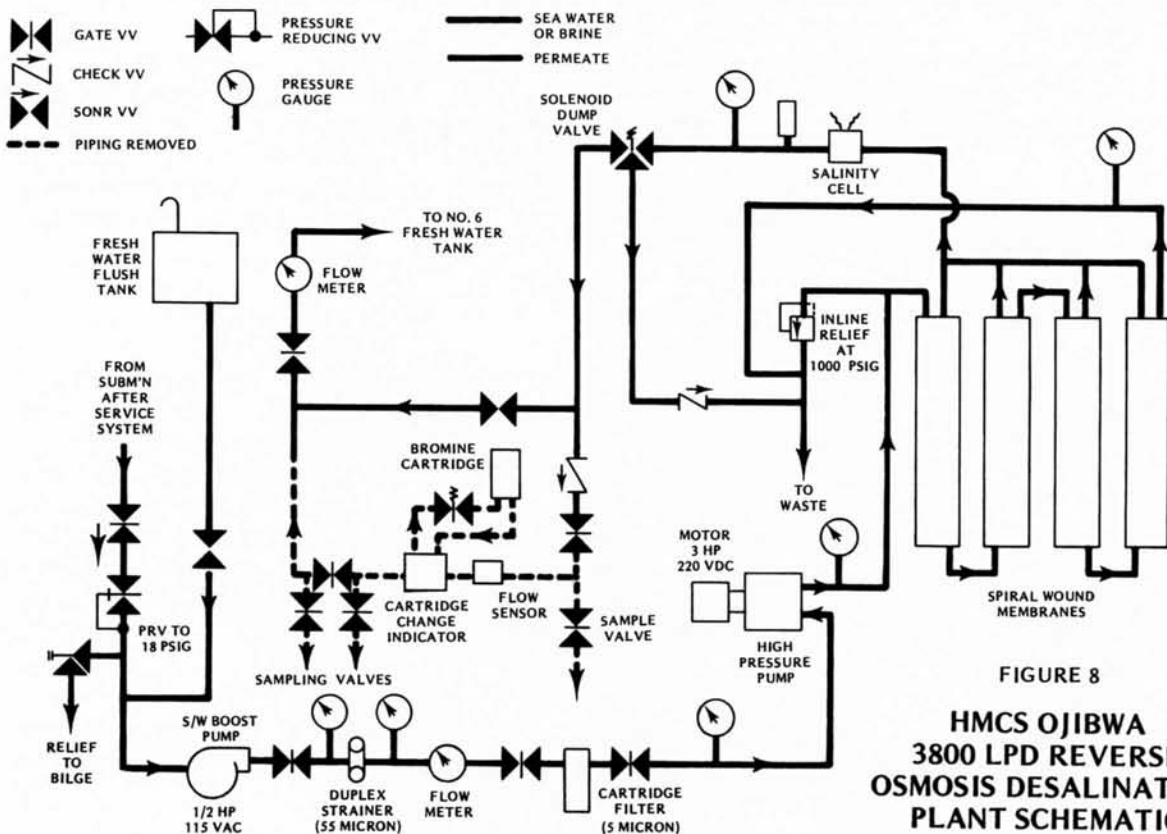 GATE VV
CHECK VV
SONR VV
PIPING REMOVED
PRESSURE
REDUCING VV
PRESSURE
GAUGE
SEA WATER
OR BRINE
PERMEATE
SOLENOID
DUMP
VALVE
SALINITY
CELL
FRESH
WATER
FLUSH
TANK
TO NO. 6
FRESH WATER
TANK
FLOW
METER
FROM
SUBM'N
AFTER
SERVICE
SYSTEM
INLINE
RELIEF
AT
1000 PSIG
BROMINE
CARTRIDGE
TO
WASTE
MOTOR
3 HP
220 VDC
CARTRIDGE
CHANGE
INDICATOR
FLOW
SENSOR
SAMPLE
VALVE
HIGH
PRESSURE
PUMP
SPIRAL WOUND
MEMBRANES
PRV TO
18 PSIG
SAMPLING VALVES
RELIEF
TO
BILGE
S/W BOOST
PUMP
1/2 HP
115 VAC
DUPLEX
STRAINER
(55 MICRON)
FLOW
METER
CARTRIDGE
FILTER
(5 MICRON)
FIGURE 8
HMCS OJIBWA
3800 LPD REVERSE
OSMOSIS DESALINAT
PLANT SCHEMATIC